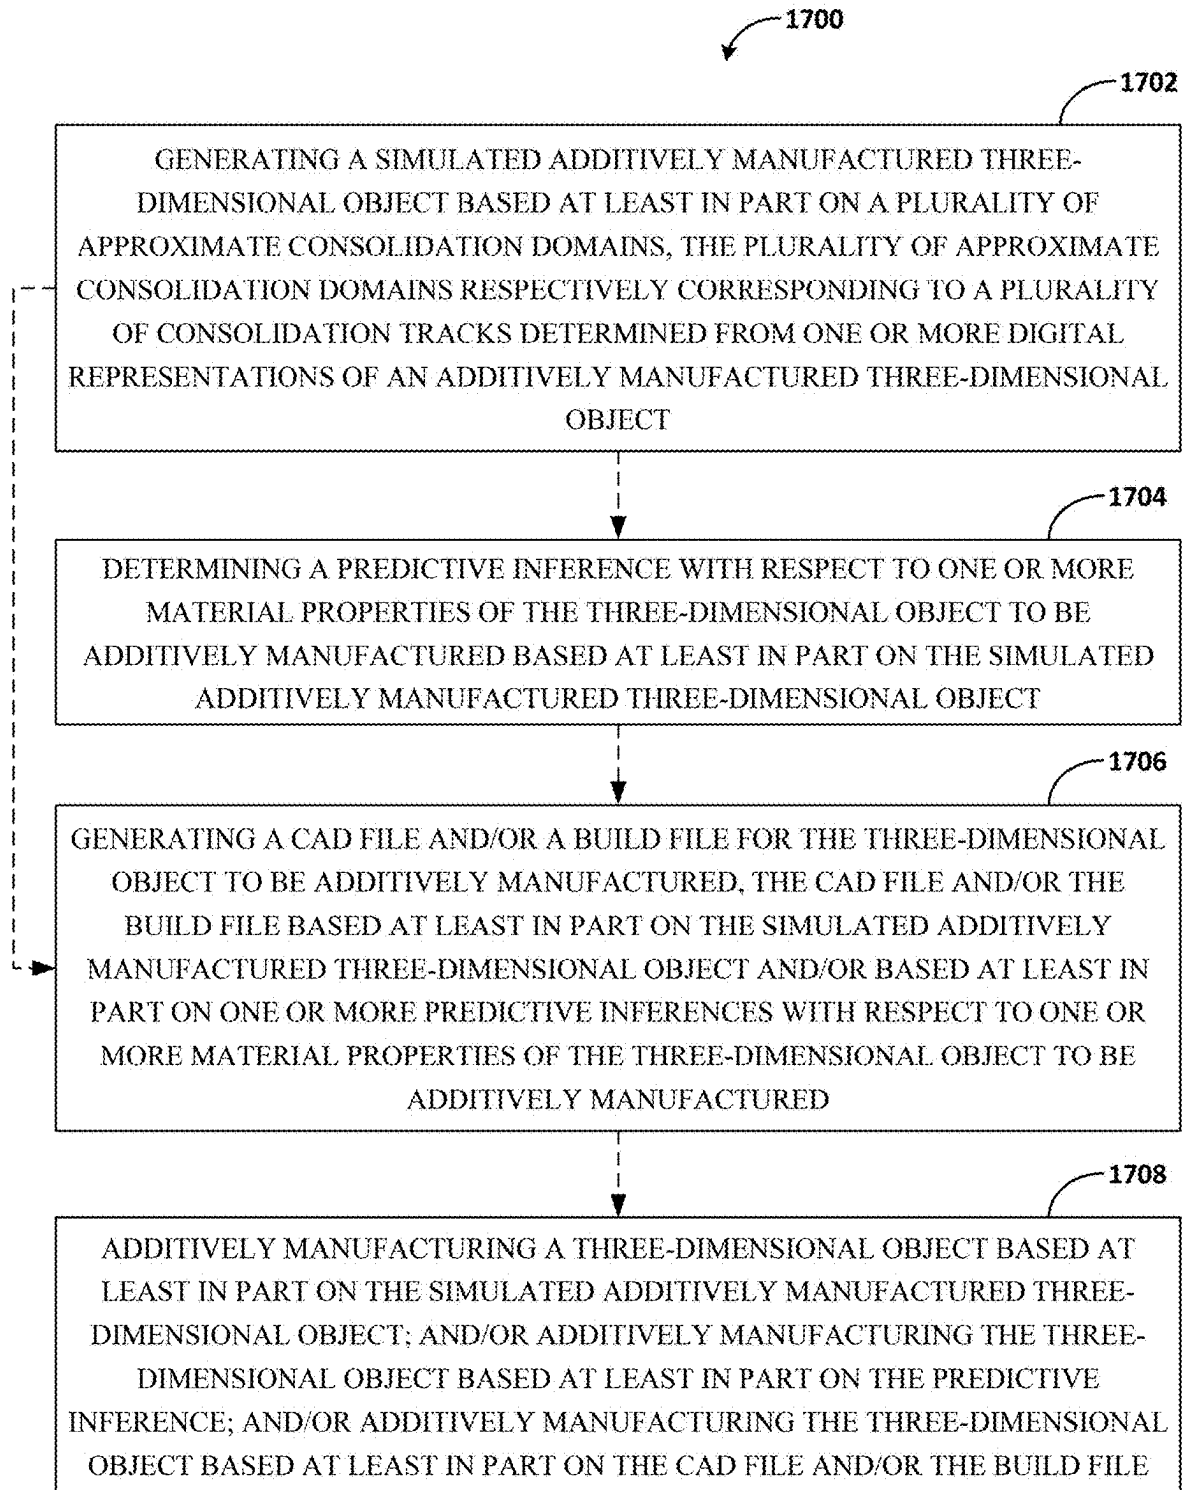 1700
1702
GENERATING A SIMULATED ADDITIVELY MANUFACTURED THREE-
DIMENSIONAL OBJECT BASED AT LEAST IN PART ON A PLURALITY OF
APPROXIMATE CONSOLIDATION DOMAINS, THE PLURALITY OF APPROXIMATE
CONSOLIDATION DOMAINS RESPECTIVELY CORRESPONDING TO A PLURALITY
OF CONSOLIDATION TRACKS DETERMINED FROM ONE OR MORE DIGITAL
REPRESENTATIONS OF AN ADDITIVELY MANUFACTURED THREE-DIMENSIONAL
OBJECT
1704
DETERMINING A PREDICTIVE INFERENCE WITH RESPECT TO ONE OR MORE
MATERIAL PROPERTIES OF THE THREE-DIMENSIONAL OBJECT TO BE
ADDITIVELY MANUFACTURED BASED AT LEAST IN PART ON THE SIMULATED
ADDITIVELY MANUFACTURED THREE-DIMENSIONAL OBJECT
1706
GENERATING A CAD FILE AND/OR A BUILD FILE FOR THE THREE-DIMENSIONAL
OBJECT TO BE ADDITIVELY MANUFACTURED, THE CAD FILE AND/OR THE
BUILD FILE BASED AT LEAST IN PART ON THE SIMULATED ADDITIVELY
MANUFACTURED THREE-DIMENSIONAL OBJECT AND/OR BASED AT LEAST IN
PART ON ONE OR MORE PREDICTIVE INFERENCES WITH RESPECT TO ONE OR
MORE MATERIAL PROPERTIES OF THE THREE-DIMENSIONAL OBJECT TO BE
ADDITIVELY MANUFACTURED
1708
ADDITIVELY MANUFACTURING A THREE-DIMENSIONAL OBJECT BASED AT
LEAST IN PART ON THE SIMULATED ADDITIVELY MANUFACTURED THREE-
DIMENSIONAL OBJECT; AND/OR ADDITIVELY MANUFACTURING THE THREE-
DIMENSIONAL OBJECT BASED AT LEAST IN PART ON THE PREDICTIVE
INFERENCE; AND/OR ADDITIVELY MANUFACTURING THE THREE-DIMENSIONAL
OBJECT BASED AT LEAST IN PART ON THE CAD FILE AND/OR THE BUILD FILE